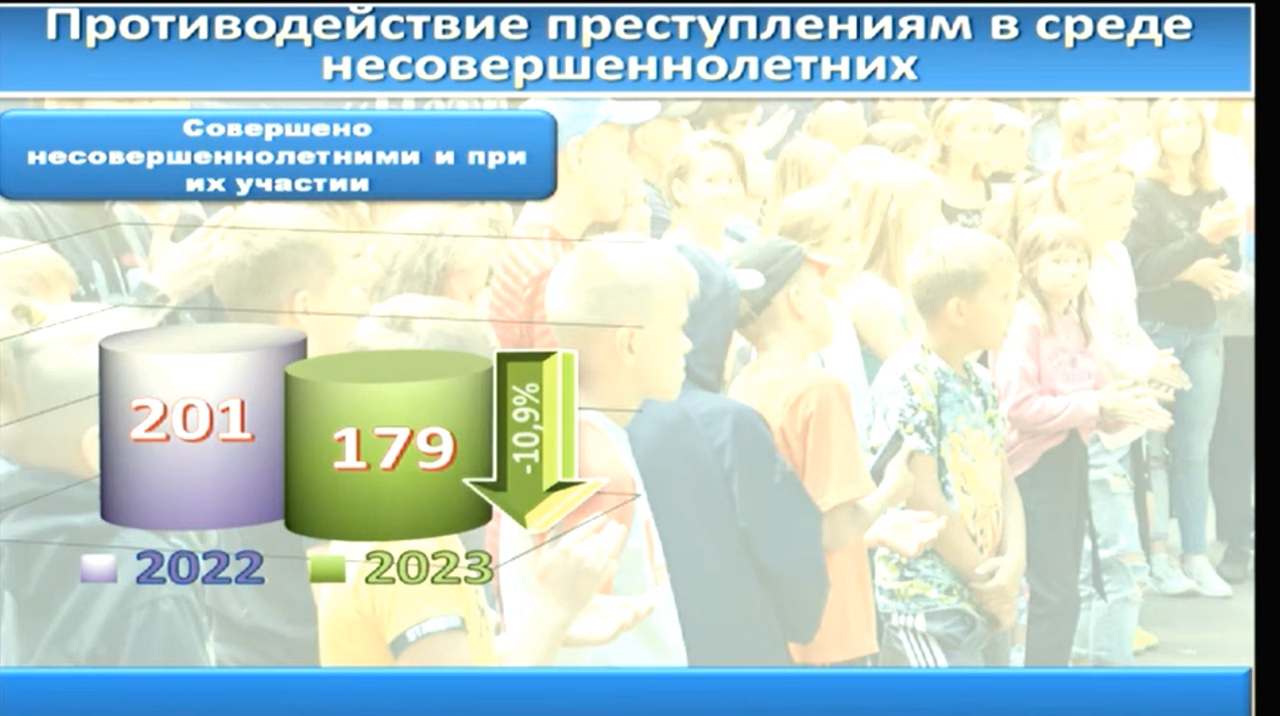 Противодействие преступлениям в среде
несовершеннолетних
Совершено
несовершеннолетними и при
их участии
201
179
-10,9%
2022
2023